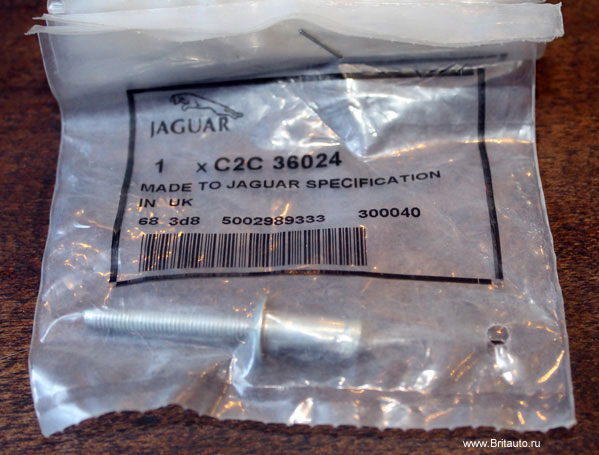 JAGUAR
1 x C2C 36024
MADE TO JAGUAR SPECIFICATION
IN UK
68 3d8 5002989333 300040
www.Britauto.ru